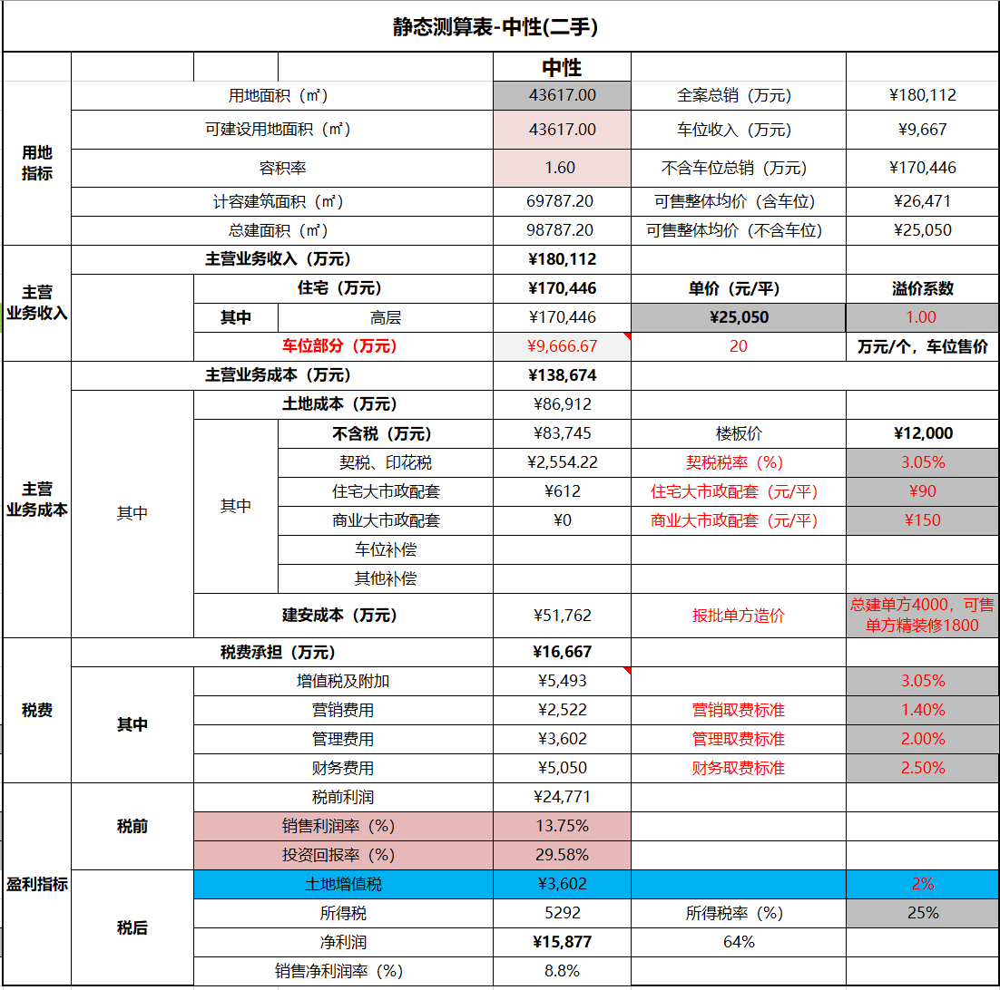 静态测算表-中性(二手)
中性
用地
指标
用地面积（㎡） 43617.00 全案总销（万元） ¥180,112
可建设用地面积（㎡） 43617.00 车位收入（万元） ¥9,667
容积率 1.60 不含车位总销（万元） ¥170,446
计容建筑面积（㎡） 69787.20 可售整体均价（含车位） ¥26,471
总建面积（㎡） 98787.20 可售整体均价（不含车位） ¥25,050
主营
业务收入
主营业务收入（万元） ¥180,112
住宅（万元） ¥170,446 单价（元/平） 溢价系数
其中 高层 ¥170,446 ¥25,050 1.00
车位部分（万元） ¥9,666.67 20 万元/个，车位售价
主营
业务成本
主营业务成本（万元） ¥138,674
其中
土地成本（万元） ¥86,912
其中
不含税（万元） ¥83,745 楼板价 ¥12,000
契税、印花税 ¥2,554.22 契税税率（%） 3.05%
住宅大市政配套 ¥612 住宅大市政配套（元/平） ¥90
商业大市政配套 ¥0 商业大市政配套（元/平） ¥150
车位补偿
其他补偿
建安成本（万元） ¥51,762 报批单方造价 总建单方4000，可售
单方精装修1800
税费
税费承担（万元） ¥16,667
其中
增值税及附加 ¥5,493 3.05%
营销费用 ¥2,522 营销取费标准 1.40%
管理费用 ¥3,602 管理取费标准 2.00%
财务费用 ¥5,050 财务取费标准 2.50%
盈利指标
税前
税前利润 ¥24,771
销售利润率（%） 13.75%
投资回报率（%） 29.58%
税后
土地增值税 ¥3,602 2%
所得税 5292 所得税率（%） 25%
净利润 ¥15,877 64%
销售净利润率（%） 8.8%